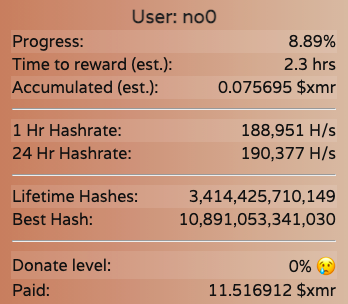 User: no0
Progress: 8.89%
Time to reward (est.): 2.3 hrs
Accumulated (est.): 0.075695 $xmr
1 Hr Hashrate: 188,951 H/s
24 Hr Hashrate: 190,377 H/s
Lifetime Hashes: 3,414,425,710,149
Best Hash: 10,891,053,341,030
Donate level: 0% 😢
Paid: 11.516912 $xmr